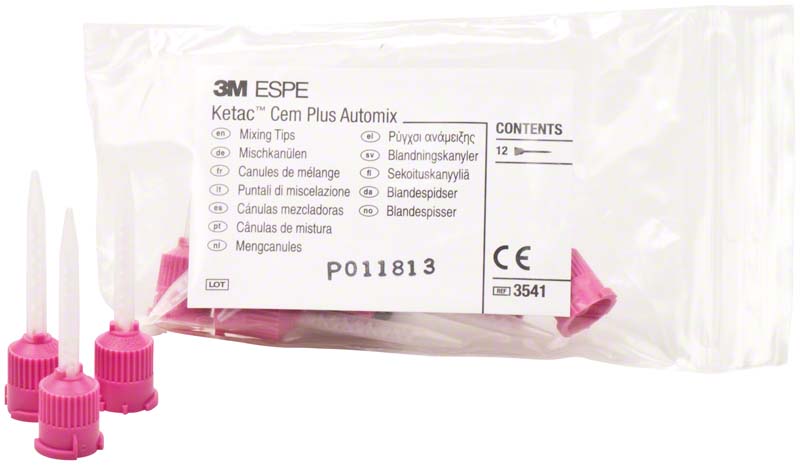 3M ESPE
Ketac™ Cem Plus Automix
en Mixing Tips
de Mischkanülen
fr Canules de mélange
it Puntali di miscelazione
es Cánulas mezcladoras
pt Cânulas de mistura
nl Mengcanules
el Ρύγχοι ανάμειξης
sv Blandningskanyler
fi Sekoituskanyyliä
da Blandespidser
no Blandespisser
CONTENTS
12
LOT
P011813
CE
REF 3541